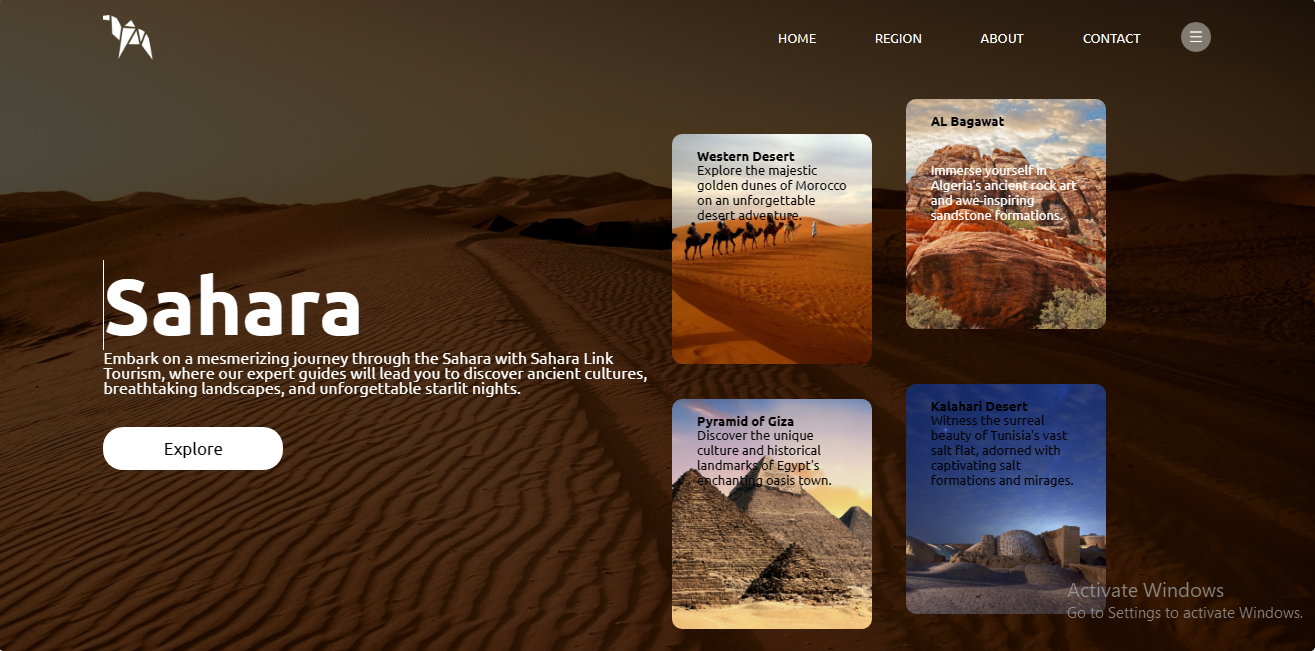 HOME REGION ABOUT CONTACT
Sahara
Embark on a mesmerizing journey through the Sahara with Sahara Link
Tourism, where our expert guides will lead you to discover ancient cultures,
breathtaking landscapes, and unforgettable starlit nights.
Explore
Western Desert
Explore the majestic
golden dunes of Morocco
on an unforgettable
desert adventure.
AL Bagawat
Immerse yourself in
Algeria's ancient rock art
and awe-inspiring
sandstone formations.
Pyramid of Giza
Discover the unique
culture and historical
landmarks of Egypt's
enchanting oasis town.
Kalahari Desert
Witness the surreal
beauty of Tunisia's vast
salt flat, adorned with
captivating salt
formations and mirages.
Activate Windows
Go to Settings to activate Windows.